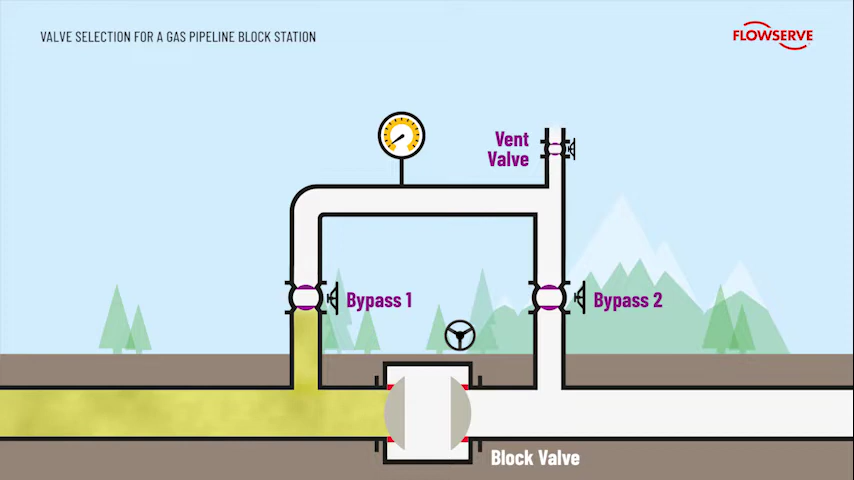 VALVE SELECTION FOR A GAS PIPELINE BLOCK STATION
FLOWSERVE
Vent
Valve
Bypass 1
Bypass 2
Block Valve